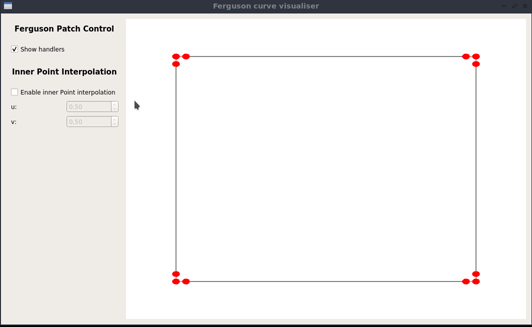 Ferguson curve visualiser
Ferguson Patch Control
Show handlers
Inner Point Interpolation
Enable inner Point interpolation
u: 0.50
v: 0.50